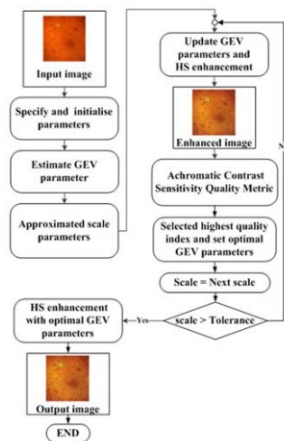 Input image
Specify and initialise
parameters
Estimate GEV
parameter
Approximated scale
parameters
Update GEV
parameters and
HS enhancement
Enhanced image
Achromatic Contrast
Sensitivity Quality Metric
Selected highest quality
index and set optimal
GEV parameters
Scale = Next scale
scale > Tolerance
Yes
HS enhancement
with optimal GEV
parameters
Output image
END